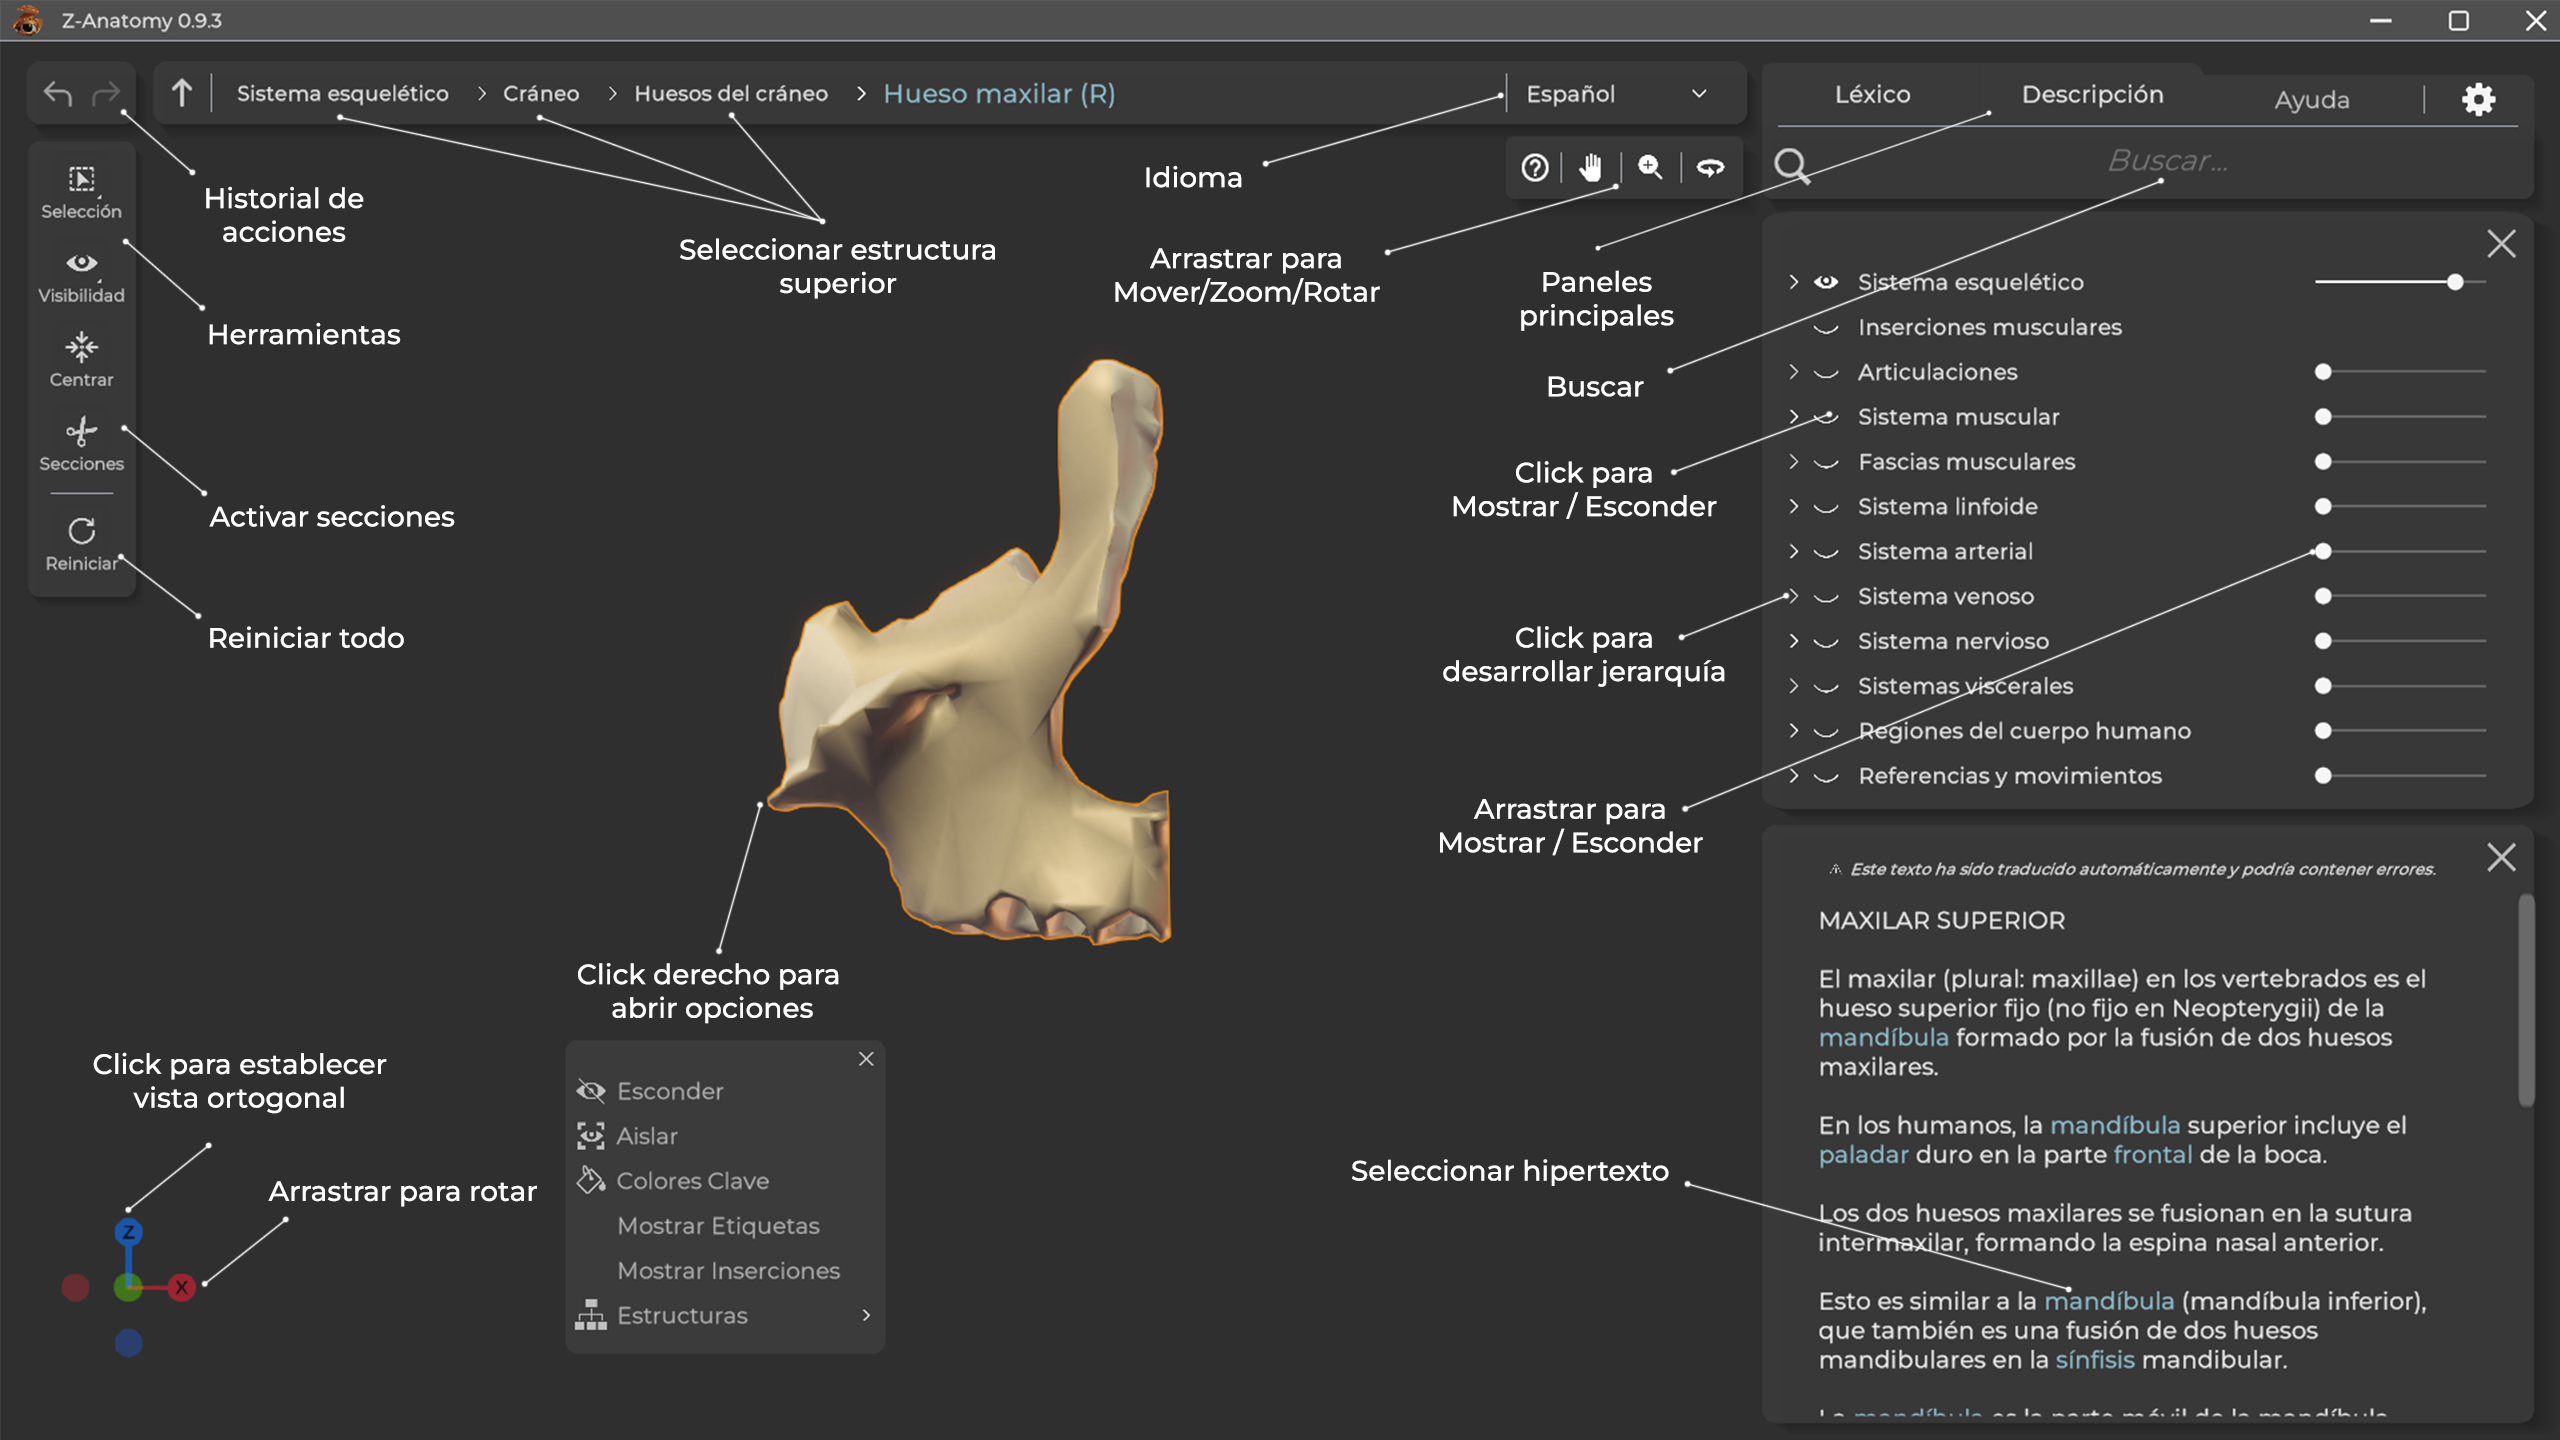 Z-Anatomy 0.9.3
Sistema esquelético > Cráneo > Huesos del cráneo > Hueso maxilar (R)
Español
Léxico
Descripción
Ayuda
Buscar...
Selección
Visibilidad
Centrar
Secciones
Reiniciar
Historial de
acciones
Herramientas
Activar secciones
Reiniciar todo
Seleccionar estructura
superior
Idioma
Arrastrar para
Mover/Zoom/Rotar
Paneles
principales
Buscar
Click para
Mostrar / Esconder
Click para
desarrollar jerarquía
Arrastrar para
Mostrar / Esconder
Sistema esquelético
Inserciones musculares
Articulaciones
Sistema muscular
Fascias musculares
Sistema linfoide
Sistema arterial
Sistema venoso
Sistema nervioso
Sistemas viscerales
Regiones del cuerpo humano
Referencias y movimientos
Click derecho para
abrir opciones
Esconder
Aislar
Colores Clave
Mostrar Etiquetas
Mostrar Inserciones
Estructuras
Click para establecer
vista ortogonal
Arrastrar para rotar
Z
X
Seleccionar hipertexto
Este texto ha sido traducido automáticamente y podría contener errores.
MAXILAR SUPERIOR
El maxilar (plural: maxillae) en los vertebrados es el
hueso superior fijo (no fijo en Neopterygii) de la
mandíbula formado por la fusión de dos huesos
maxilares.
En los humanos, la mandíbula superior incluye el
paladar duro en la parte frontal de la boca.
Los dos huesos maxilares se fusionan en la sutura
intermaxilar, formando la espina nasal anterior.
Esto es similar a la mandíbula (mandíbula inferior),
que también es una fusión de dos huesos
mandibulares en la sínfisis mandibular.
La mandíbula es la parte móvil de la mandíbula